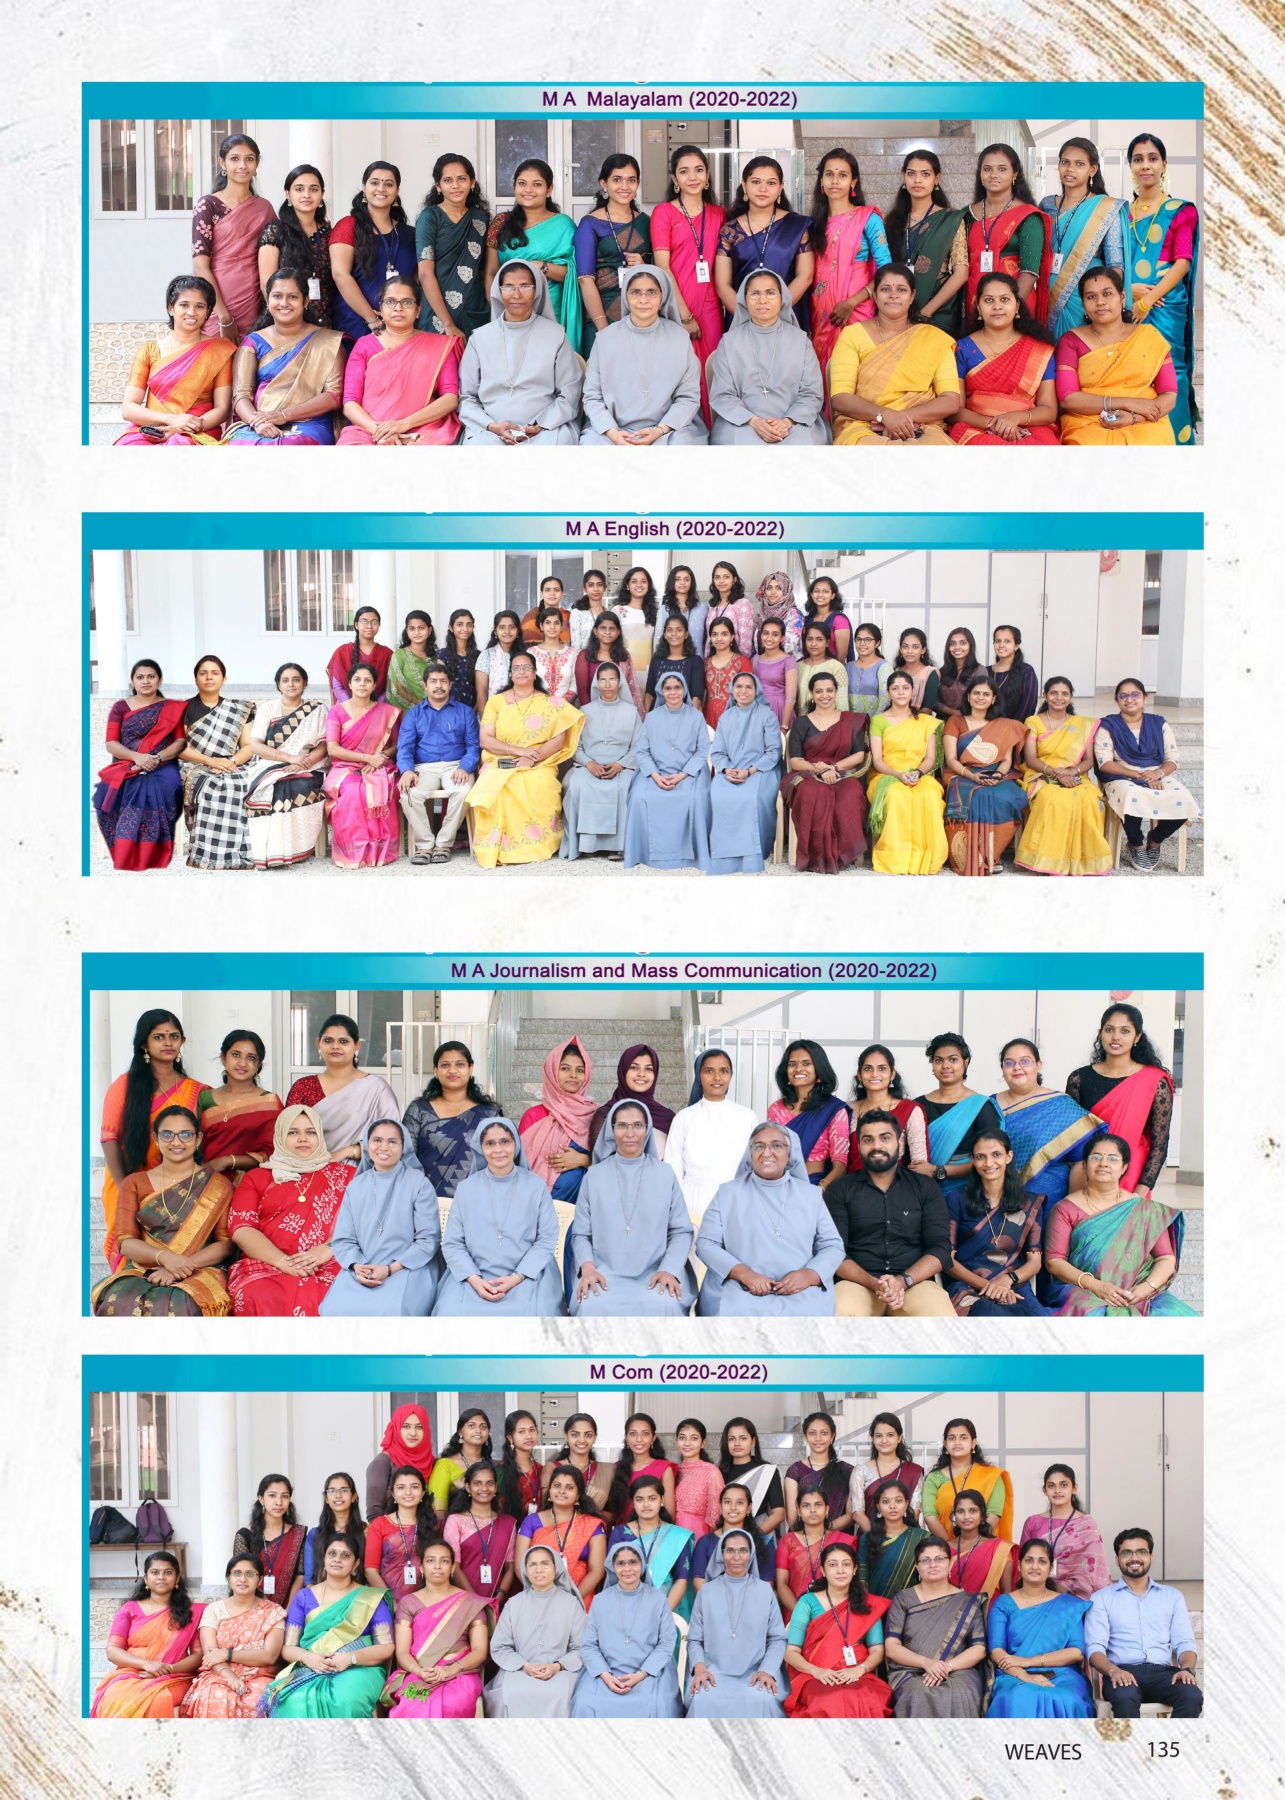 M A Malayalam (2020-2022)
M A English (2020-2022)
M A Journalism and Mass Communication (2020-2022)
M Com (2020-2022)
WEAVES 135